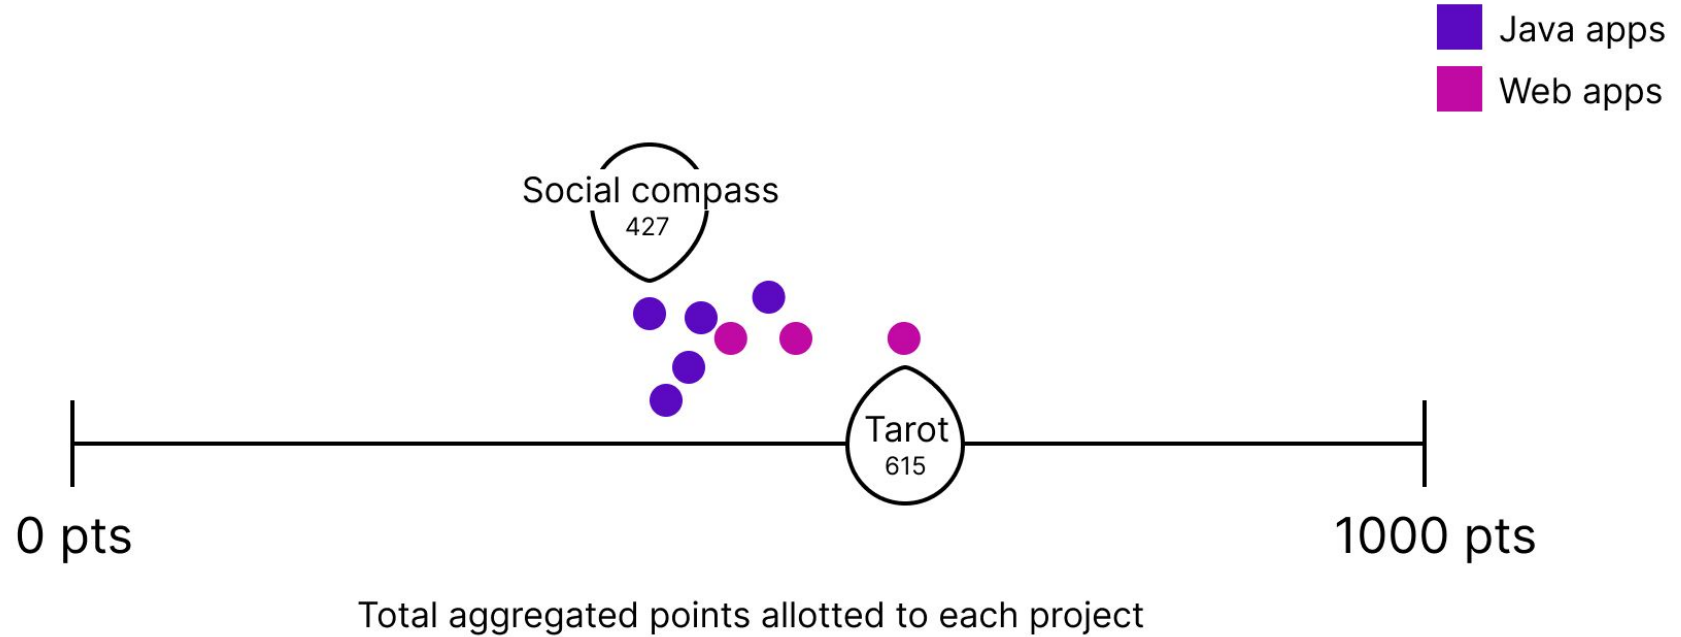 Java apps
Web apps
Social compass
427
Tarot
615
0 pts
1000 pts
Total aggregated points allotted to each project